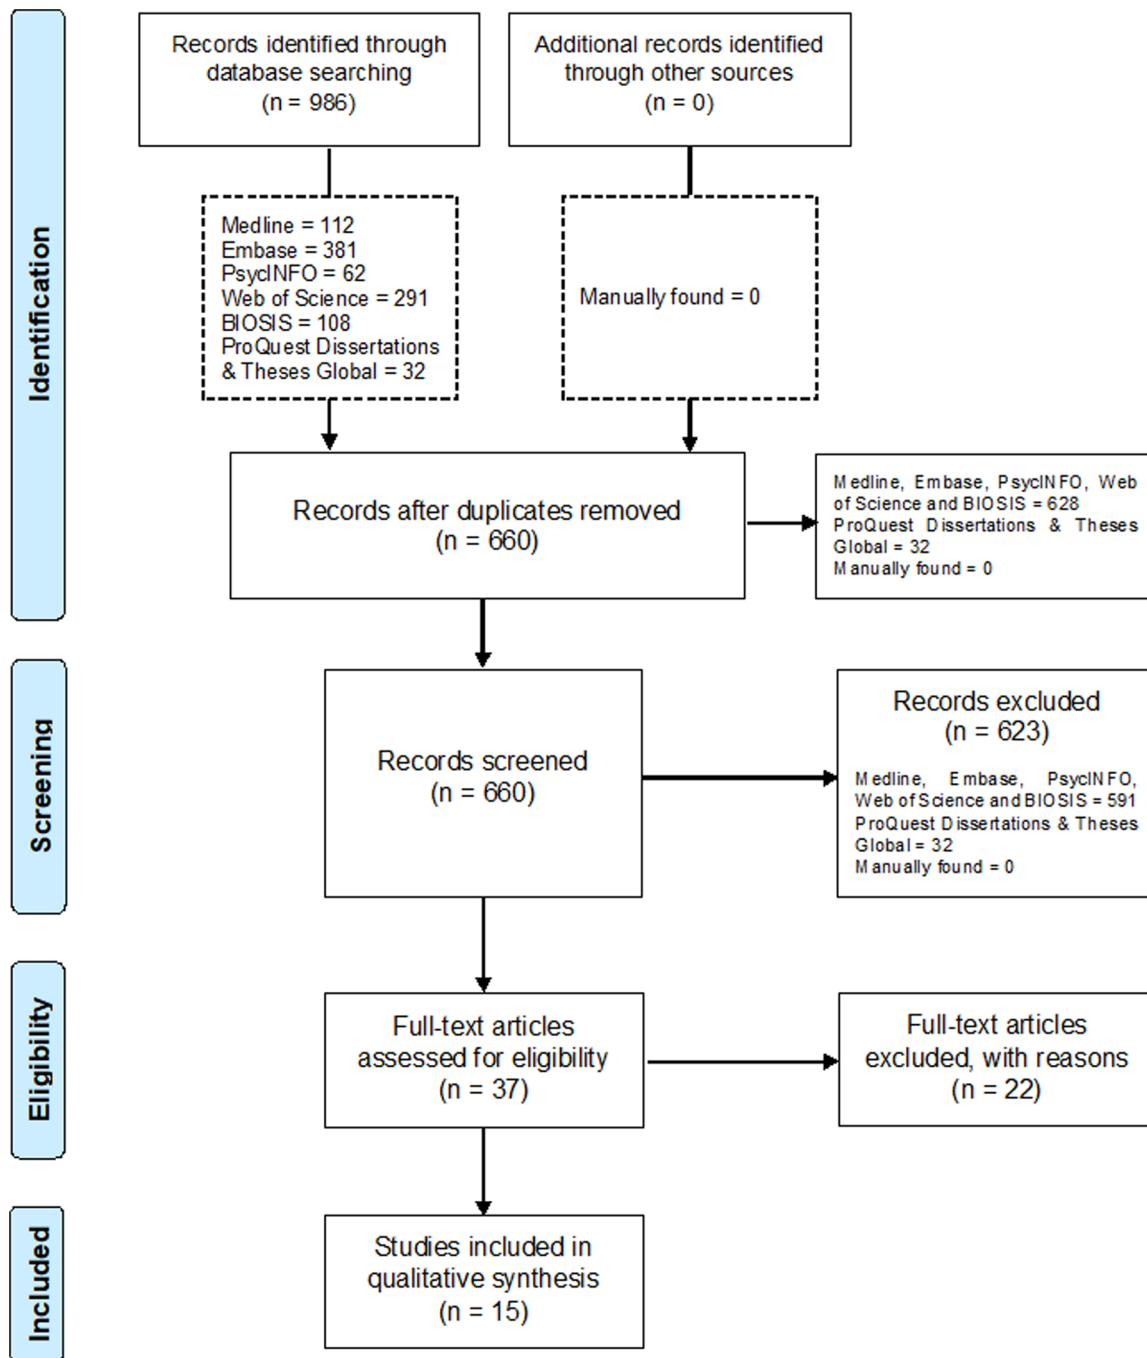 Identification
Records identified through
database searching
(n = 986)
Additional records identified
through other sources
(n = 0)
Medline = 112
Embase = 381
PsycINFO = 62
Web of Science = 291
BIOSIS = 108
ProQuest Dissertations
& Theses Global = 32
Manually found = 0
Records after duplicates removed
(n = 660)
Medline, Embase, PsycINFO, Web
of Science and BIOSIS = 628
ProQuest Dissertations & Theses
Global = 32
Manually found = 0
Screening
Records screened
(n = 660)
Records excluded
(n = 623)
Medline, Embase, PsycINFO,
Web of Science and BIOSIS = 591
ProQuest Dissertations & Theses
Global = 32
Manually found = 0
Eligibility
Full-text articles
assessed for eligibility
(n = 37)
Full-text articles
excluded, with reasons
(n = 22)
Included
Studies included in
qualitative synthesis
(n = 15)